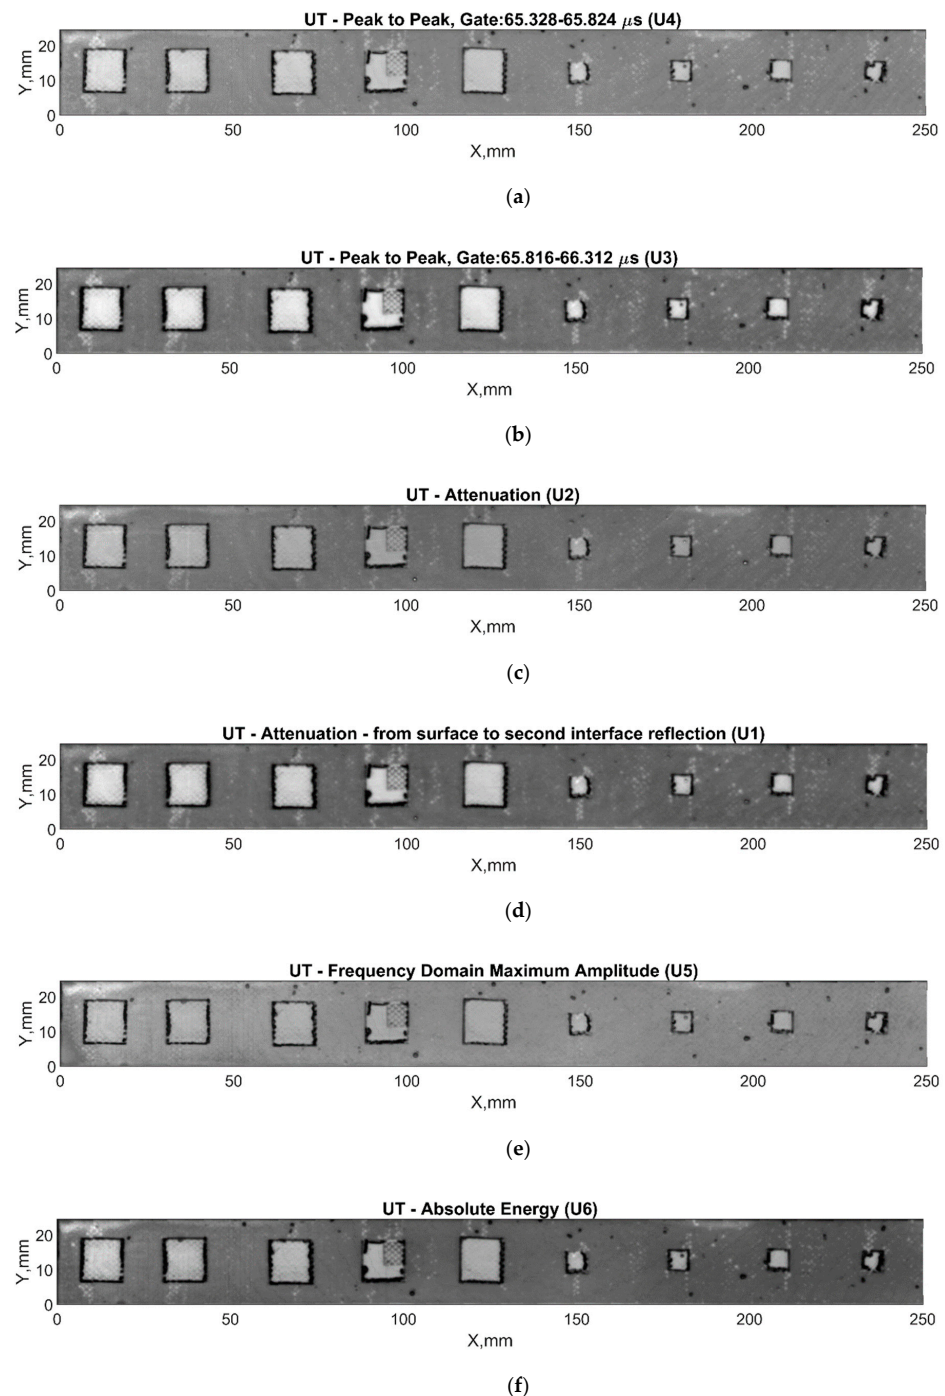 UT - Peak to Peak, Gate:65.328-65.824 μs (U4)
Y,mm
20
10
0
0 50 100 150 200 250
X,mm
(a)
UT - Peak to Peak, Gate:65.816-66.312 μs (U3)
Y,mm
20
10
0
0 50 100 150 200 250
X,mm
(b)
UT - Attenuation (U2)
Y,mm
20
10
0
0 50 100 150 200 250
X,mm
(c)
UT - Attenuation - from surface to second interface reflection (U1)
Y,mm
20
10
0
0 50 100 150 200 250
X,mm
(d)
UT - Frequency Domain Maximum Amplitude (U5)
Y,mm
20
10
0
0 50 100 150 200 250
X,mm
(e)
UT - Absolute Energy (U6)
Y,mm
20
10
0
0 50 100 150 200 250
X,mm
(f)